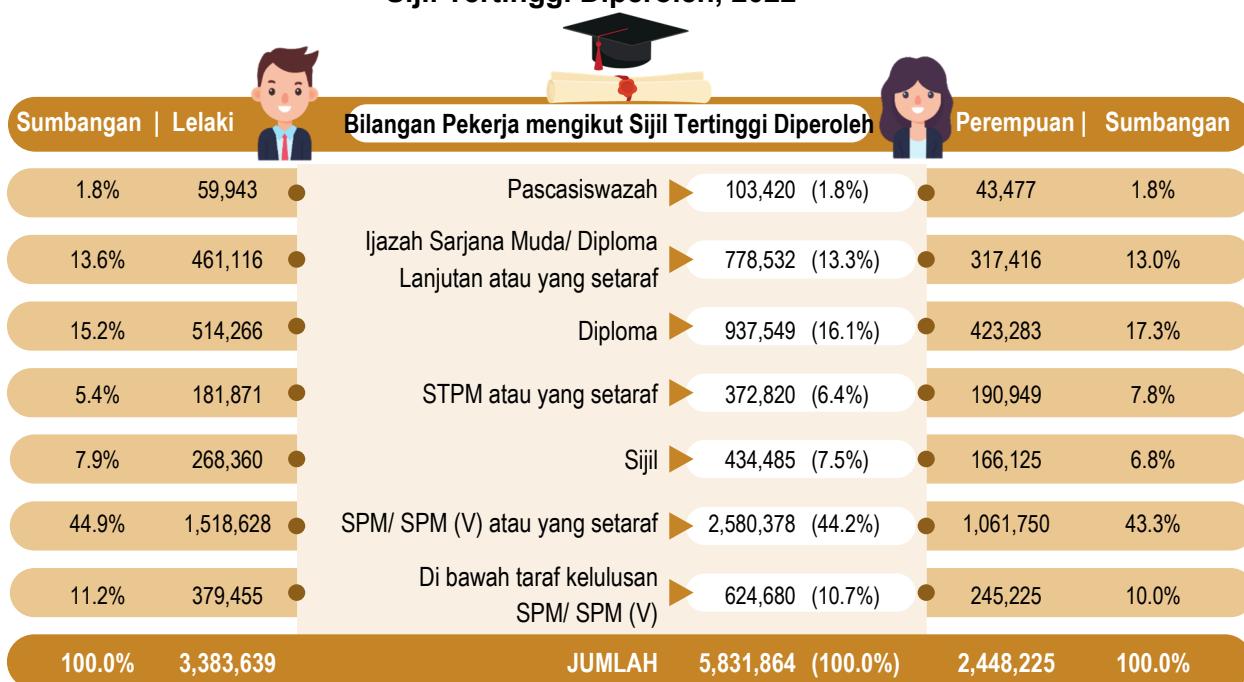 Sijil Tertinggi Diperoleh, 2022
Sumbangan | Lelaki Bilangan Pekerja mengikut Sijil Tertinggi Diperoleh Perempuan | Sumbangan
1.8% 59,943 Pascasiswazah 103,420 (1.8%) 43,477 1.8%
Ijazah Sarjana Muda/ Diploma
13.6% 461,116 Lanjutan atau yang setaraf 778,532 (13.3%) 317,416 13.0%
15.2% 514,266 Diploma 937,549 (16.1%) 423,283 17.3%
5.4% 181,871 STPM atau yang setaraf 372,820 (6.4%) 190,949 7.8%
7.9% 268,360 Sijil 434,485 (7.5%) 166,125 6.8%
44.9% 1,518,628 SPM/ SPM (V) atau yang setaraf 2,580,378 (44.2%) 1,061,750 43.3%
Di bawah taraf kelulusan
11.2% 379,455 SPM/ SPM (V) 624,680 (10.7%) 245,225 10.0%
100.0% 3,383,639 JUMLAH 5,831,864 (100.0%) 2,448,225 100.0%